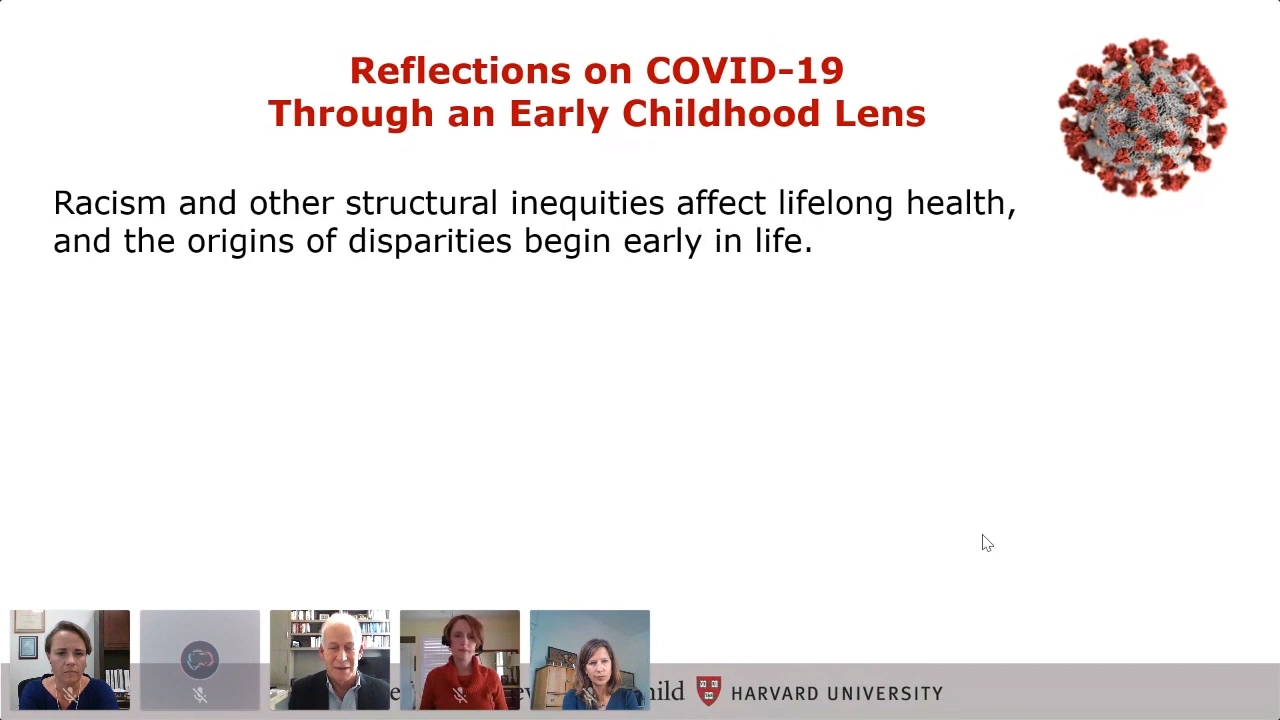 Reflections on COVID-19
Through an Early Childhood Lens
Racism and other structural inequities affect lifelong health,
and the origins of disparities begin early in life.
HARVARD UNIVERSITY